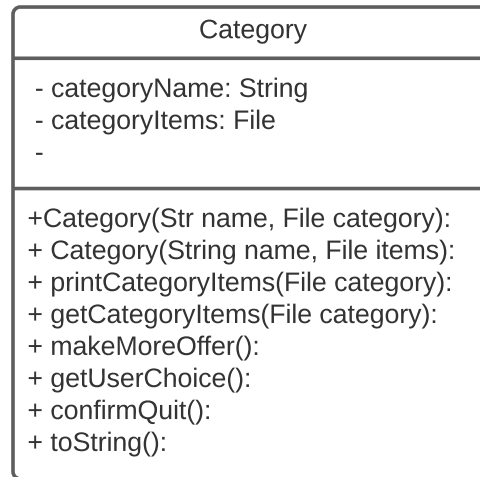 Category
- categoryName: String
- categoryItems: File
-
+Category(Str name, File category):
+ Category(String name, File items):
+ printCategoryItems(File category):
+ getCategoryItems(File category):
+ makeMoreOffer():
+ getUserChoice():
+ confirmQuit():
+ toString():